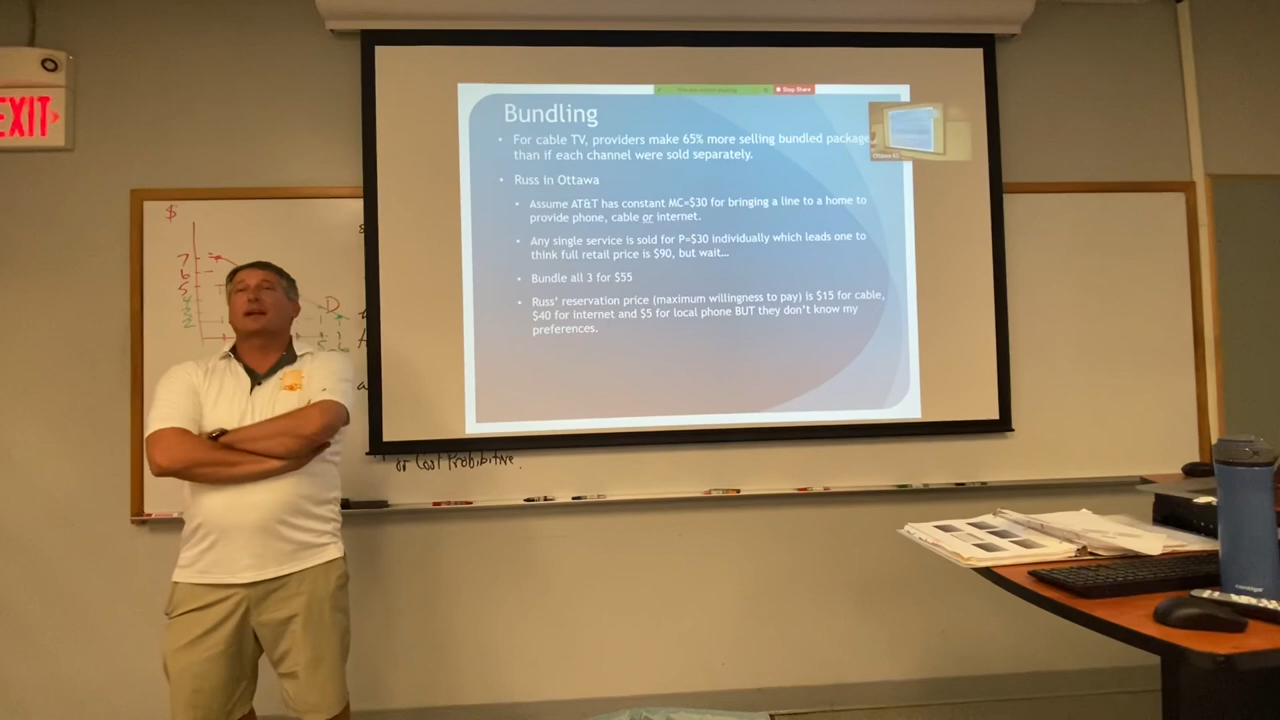 EXIT
Stop Share
Bundling
• For cable TV, providers make 65% more selling bundled package
than if each channel were sold separately.
• Russ in Ottawa
• Assume AT&T has constant MC=$30 for bringing a line to a home to
provide phone, cable or internet.
• Any single service is sold for P=$30 individually which leads one to
think full retail price is $90, but wait…
• Bundle all 3 for $55
• Russ' reservation price (maximum willingness to pay) is $15 for cable,
$40 for internet and $5 for local phone BUT they don't know my
preferences.
$
7
6
5
D
or Cost Prohibitive.